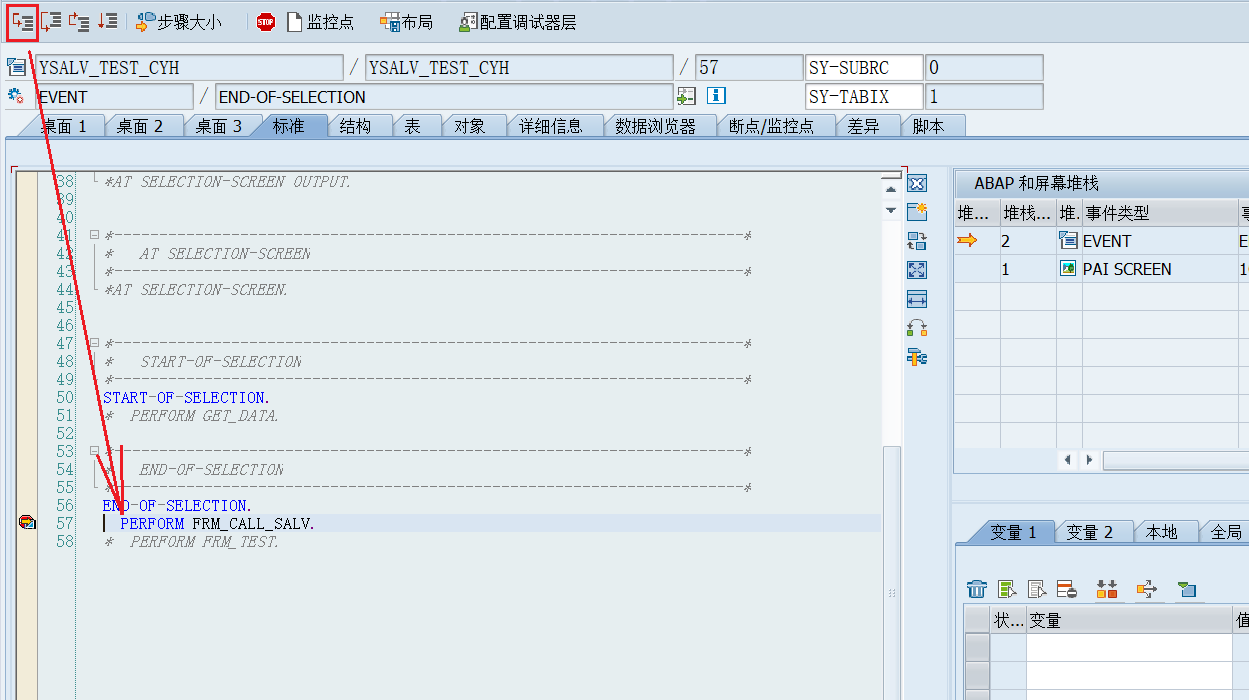 步骤大小 STOP 监控点 布局 配置调试器层
YSALV_TEST_CYH / YSALV_TEST_CYH / 57 SY-SUBRC 0
EVENT / END-OF-SELECTION SY-TABIX 1
桌面 1 桌面 2 桌面 3 标准 结构 表 对象 详细信息 数据浏览器 断点/监控点 差异 脚本
38 *AT SELECTION-SCREEN OUTPUT.
39
40
41 *----------------------------------------------------------------------*
42 *   AT SELECTION-SCREEN
43 *----------------------------------------------------------------------*
44 *AT SELECTION-SCREEN.
45
46
47 *----------------------------------------------------------------------*
48 *   START-OF-SELECTION
49 *----------------------------------------------------------------------*
50 START-OF-SELECTION.
51 *  PERFORM GET_DATA.
52
53 *----------------------------------------------------------------------*
54 *   END-OF-SELECTION
55 *----------------------------------------------------------------------*
56 END-OF-SELECTION.
57   PERFORM FRM_CALL_SALV.
58 *  PERFORM FRM_TEST.
ABAP 和屏幕堆栈
堆... 堆栈... 堆. 事件类型
2 EVENT E
1 PAI SCREEN 1
变量 1 变量 2 本地 全局
状... 变量 值